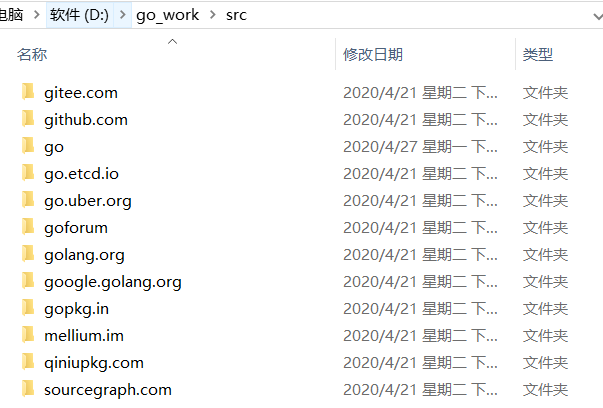 电脑 > 软件 (D:) > go_work > src
名称 修改日期 类型
gitee.com 2020/4/21 星期二 下... 文件夹
github.com 2020/4/21 星期二 下... 文件夹
go 2020/4/27 星期一 下... 文件夹
go.etcd.io 2020/4/21 星期二 下... 文件夹
go.uber.org 2020/4/21 星期二 下... 文件夹
goforum 2020/4/21 星期二 下... 文件夹
golang.org 2020/4/21 星期二 下... 文件夹
google.golang.org 2020/4/21 星期二 下... 文件夹
gopkg.in 2020/4/21 星期二 下... 文件夹
mellium.im 2020/4/21 星期二 下... 文件夹
qiniupkg.com 2020/4/21 星期二 下... 文件夹
sourcegraph.com 2020/4/21 星期二 下... 文件夹